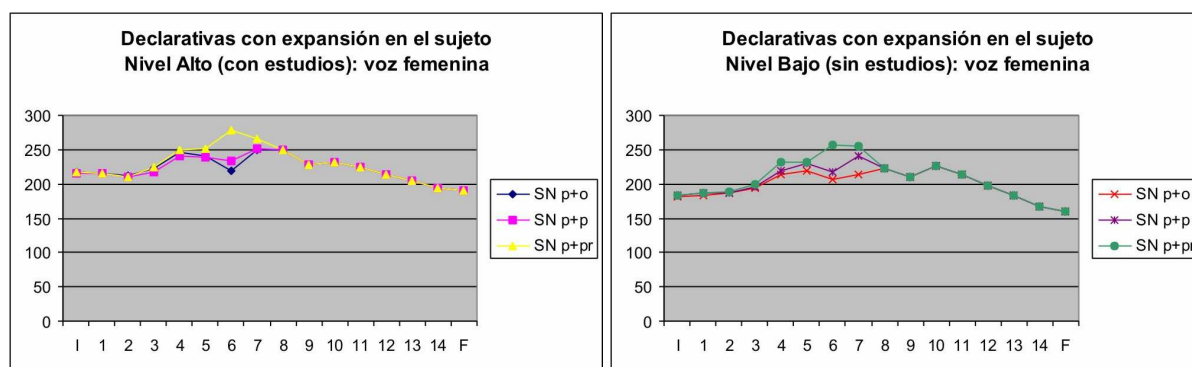 Declarativas con expansión en el sujeto
Nivel Alto (con estudios): voz femenina
300
250
200
150
100
50
0
I 1 2 3 4 5 6 7 8 9 10 11 12 13 14 F
SN p+o
SN p+p
SN p+pr
Declarativas con expansión en el sujeto
Nivel Bajo (sin estudios): voz femenina
300
250
200
150
100
50
0
I 1 2 3 4 5 6 7 8 9 10 11 12 13 14 F
SN p+o
SN p+p
SN p+pr